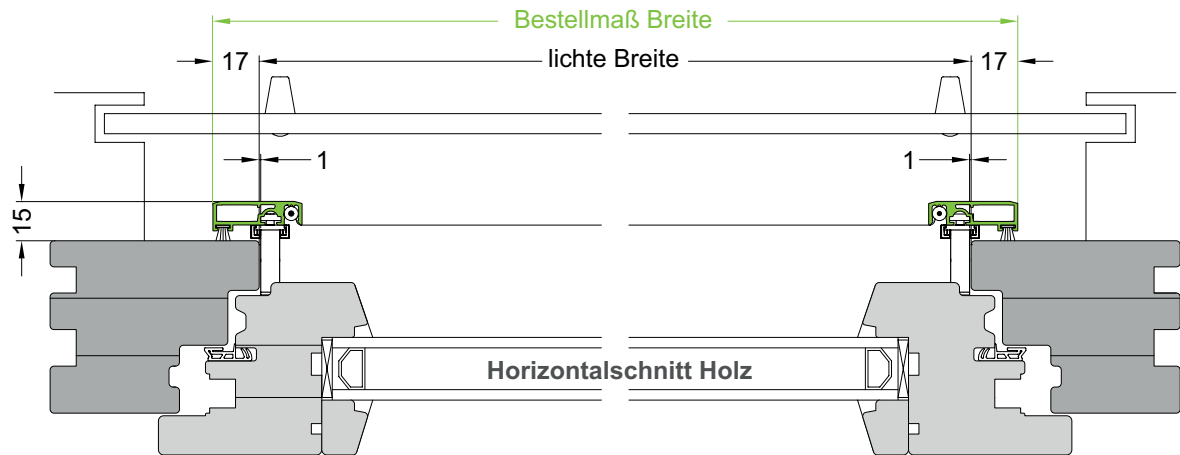 Bestellmaß Breite
17 lichte Breite 17
1 1
15
Horizontalschnitt Holz